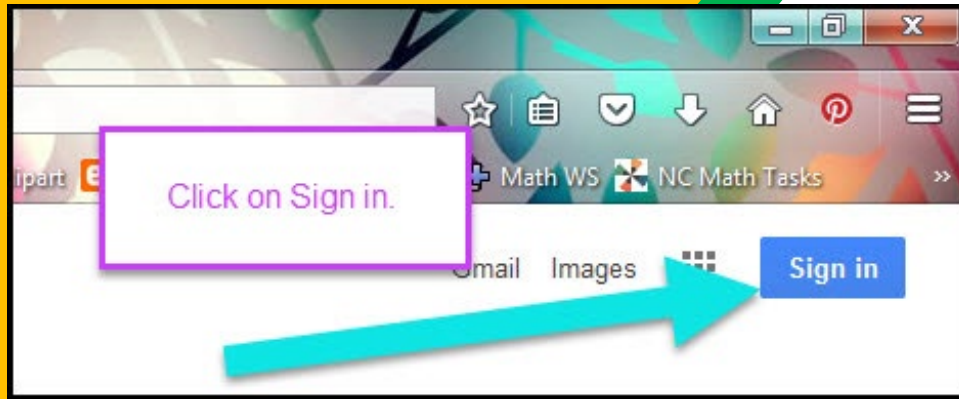 ipart Math WS NC Math Tasks »
Click on Sign in.
Gmail Images Sign in